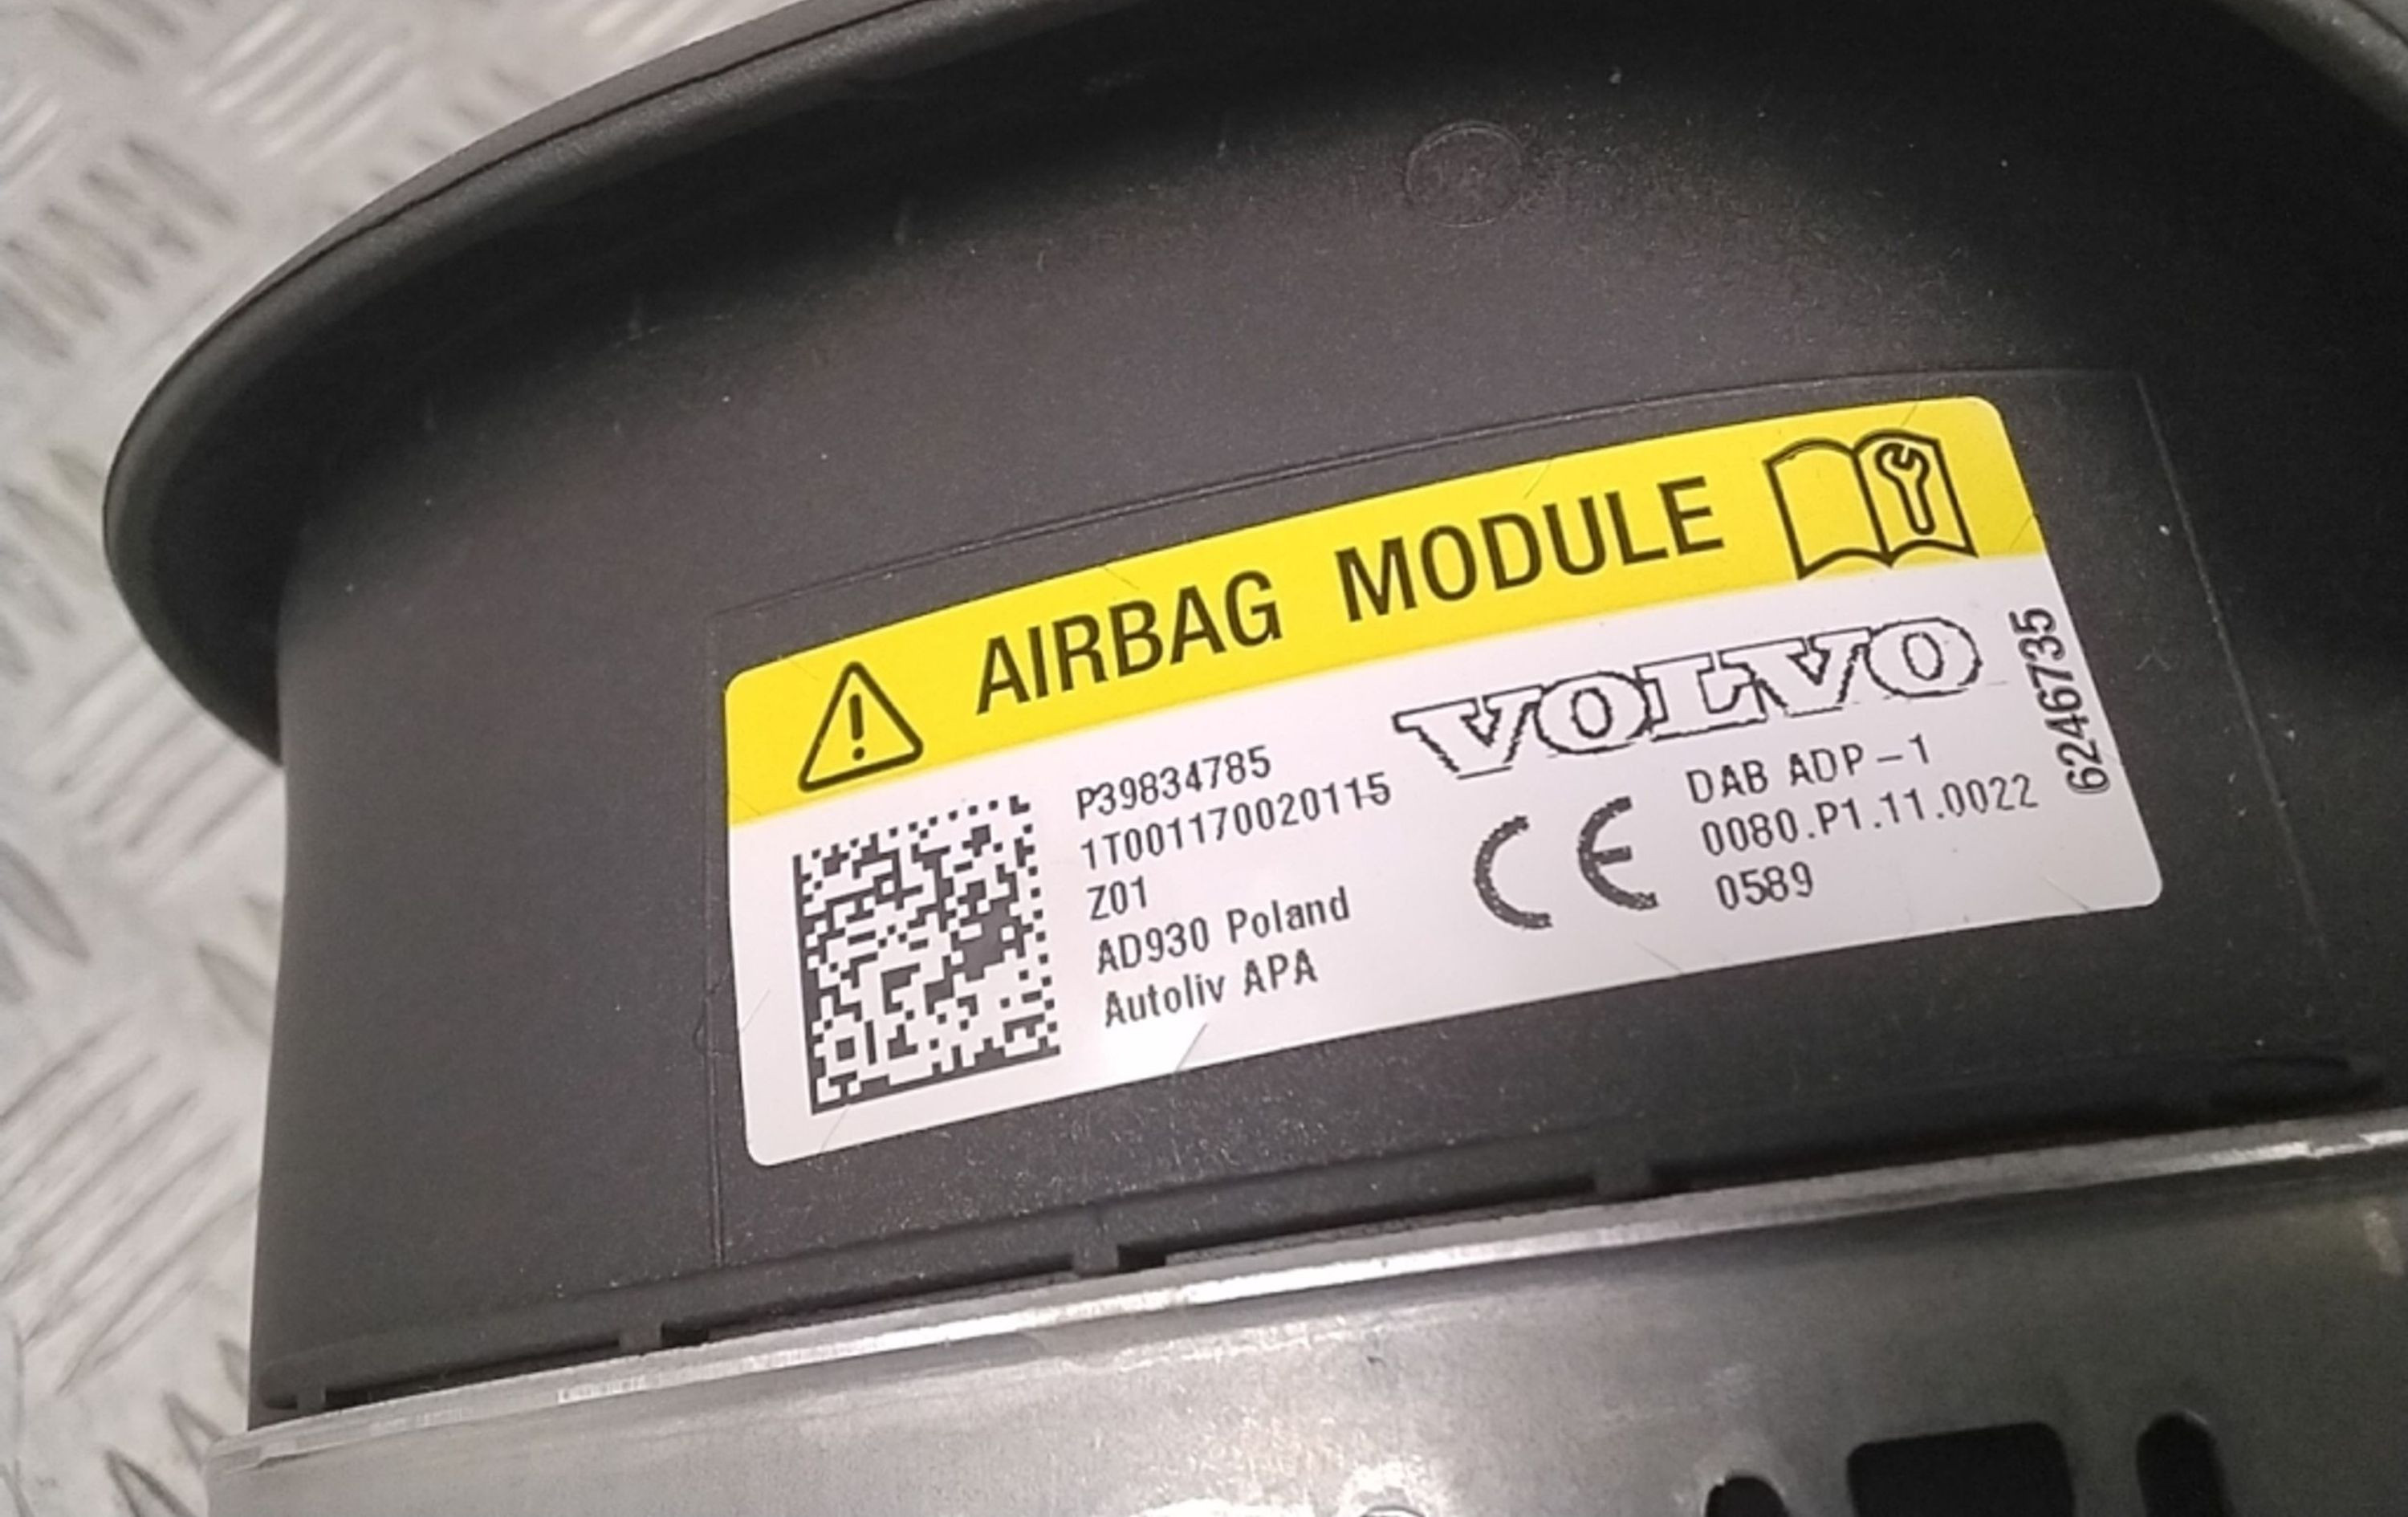 AIRBAG MODULE
P39834785
1T001170020115
Z01
AD930 Poland
Autoliv APA
VOLVO
DAB ADP-1
0080.P1.11.0022
0589
CE
62467735